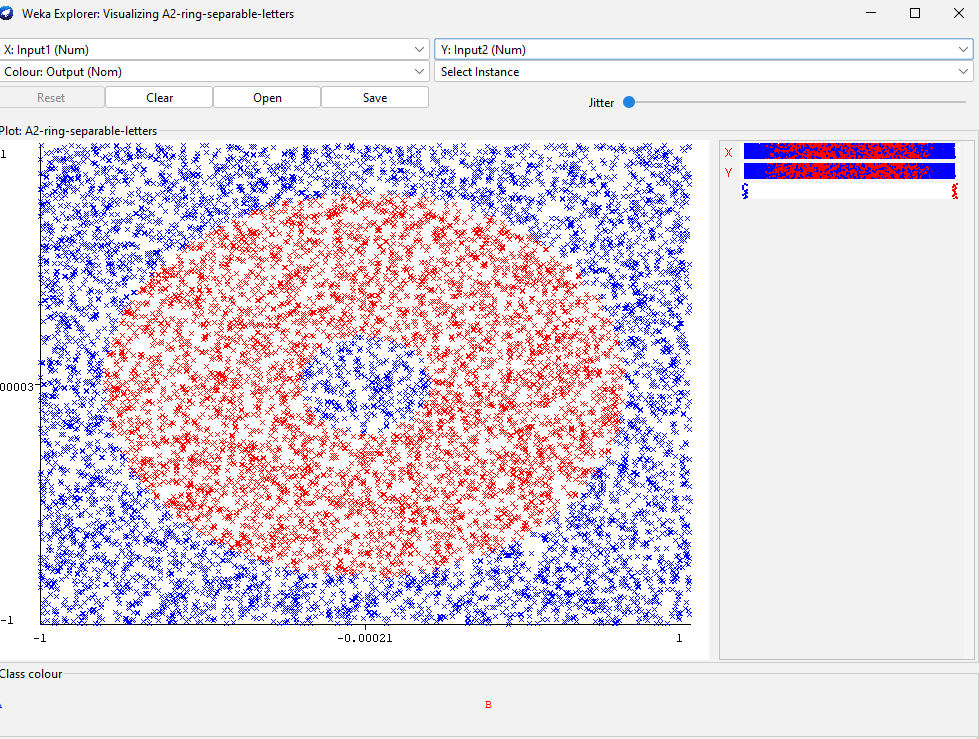 Weka Explorer: Visualizing A2-ring-separable-letters
X: Input1 (Num) Y: Input2 (Num)
Colour: Output (Nom) Select Instance
Reset Clear Open Save Jitter
Plot: A2-ring-separable-letters
1
00003
-1
-1 -0.00021 1
X
Y
Class colour
B